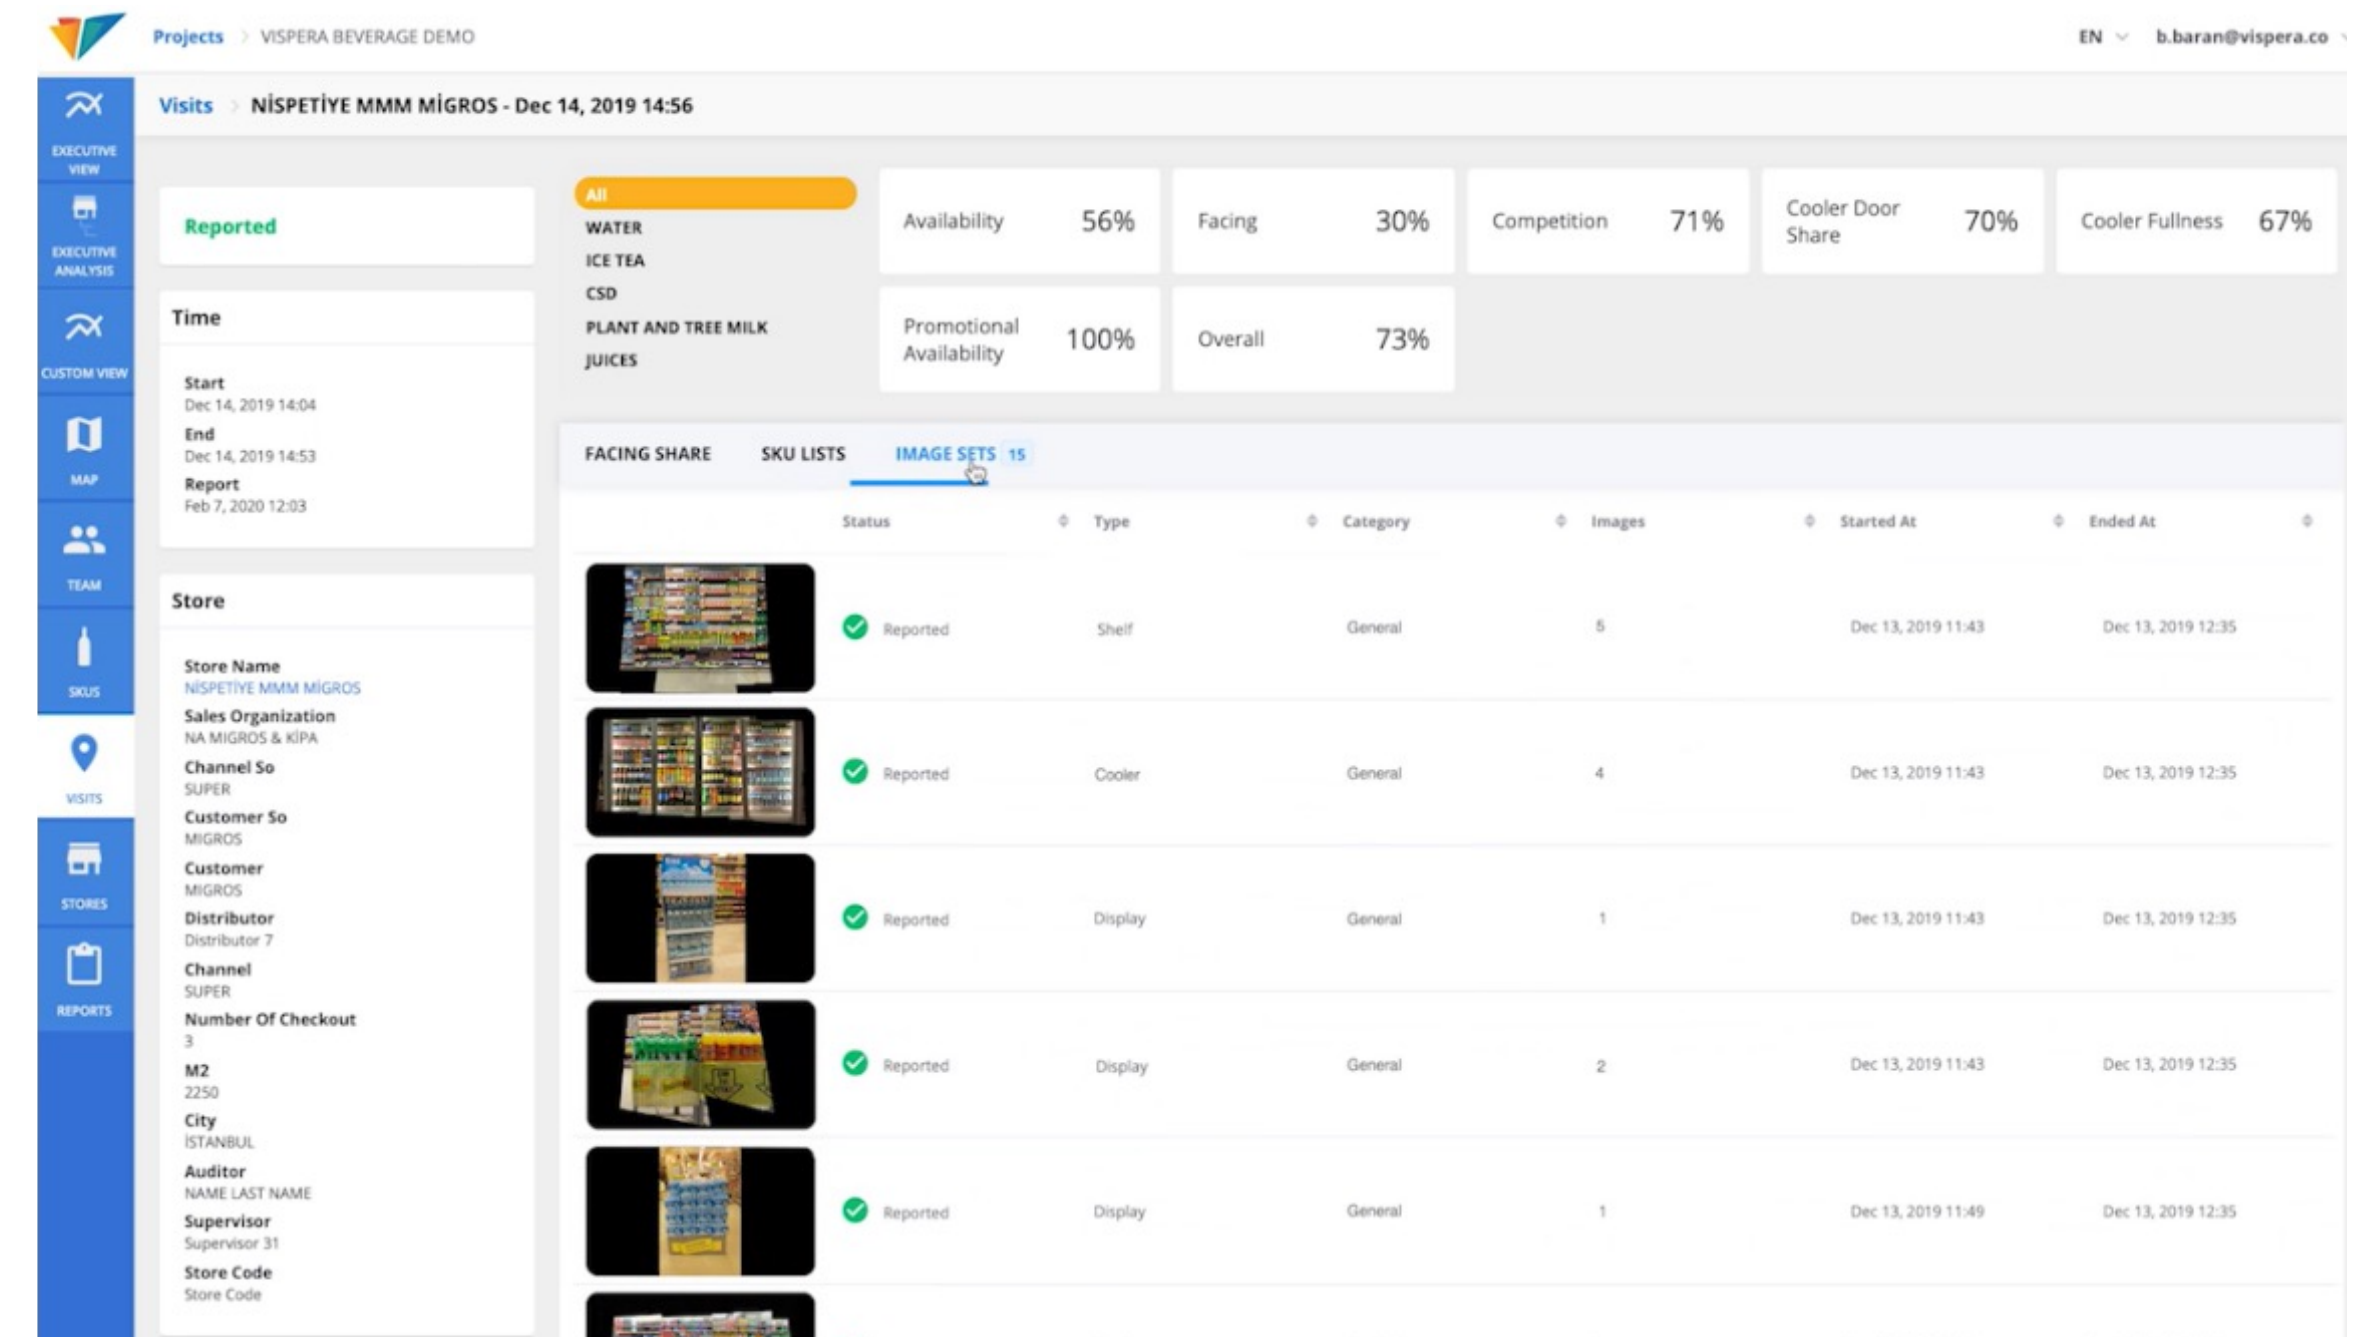 Projects > VISPERA BEVERAGE DEMO
EN
b.baran@vispera.co
Visits > NİSPETİYE MMM MİGROS - Dec 14, 2019 14:56
EXECUTIVE
VIEW
EXECUTIVE
ANALYSIS
CUSTOM VIEW
MAP
TEAM
SKUS
VISITS
STORES
REPORTS
Reported
Time
Start
Dec 14, 2019 14:04
End
Dec 14, 2019 14:53
Report
Feb 7, 2020 12:03
Store
Store Name
NİSPETİYE MMM MİGROS
Sales Organization
NA MIGROS & KİPA
Channel So
SUPER
Customer So
MIGROS
Customer
MIGROS
Distributor
Distributor 7
Channel
SUPER
Number Of Checkout
3
M2
2250
City
İSTANBUL
Auditor
NAME LAST NAME
Supervisor
Supervisor 31
Store Code
Store Code
All
WATER
ICE TEA
CSD
PLANT AND TREE MILK
JUICES
Availability 56%
Facing 30%
Competition 71%
Cooler Door
Share 70%
Cooler Fullness 67%
Promotional
Availability 100%
Overall 73%
FACING SHARE SKU LISTS IMAGE SETS 15
Status Type Category Images Started At Ended At
Reported Shelf General 5 Dec 13, 2019 11:43 Dec 13, 2019 12:35
Reported Cooler General 4 Dec 13, 2019 11:43 Dec 13, 2019 12:35
Reported Display General 1 Dec 13, 2019 11:43 Dec 13, 2019 12:35
Reported Display General 2 Dec 13, 2019 11:43 Dec 13, 2019 12:35
Reported Display General 1 Dec 13, 2019 11:49 Dec 13, 2019 12:35